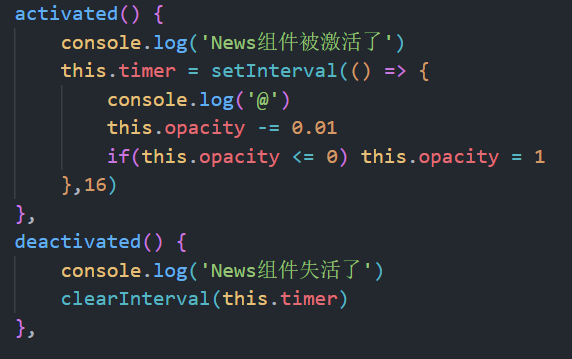 activated() {
console.log('News组件被激活了')
this.timer = setInterval(() => {
console.log('@')
this.opacity -= 0.01
if(this.opacity <= 0) this.opacity = 1
},16)
},
deactivated() {
console.log('News组件失活了')
clearInterval(this.timer)
},